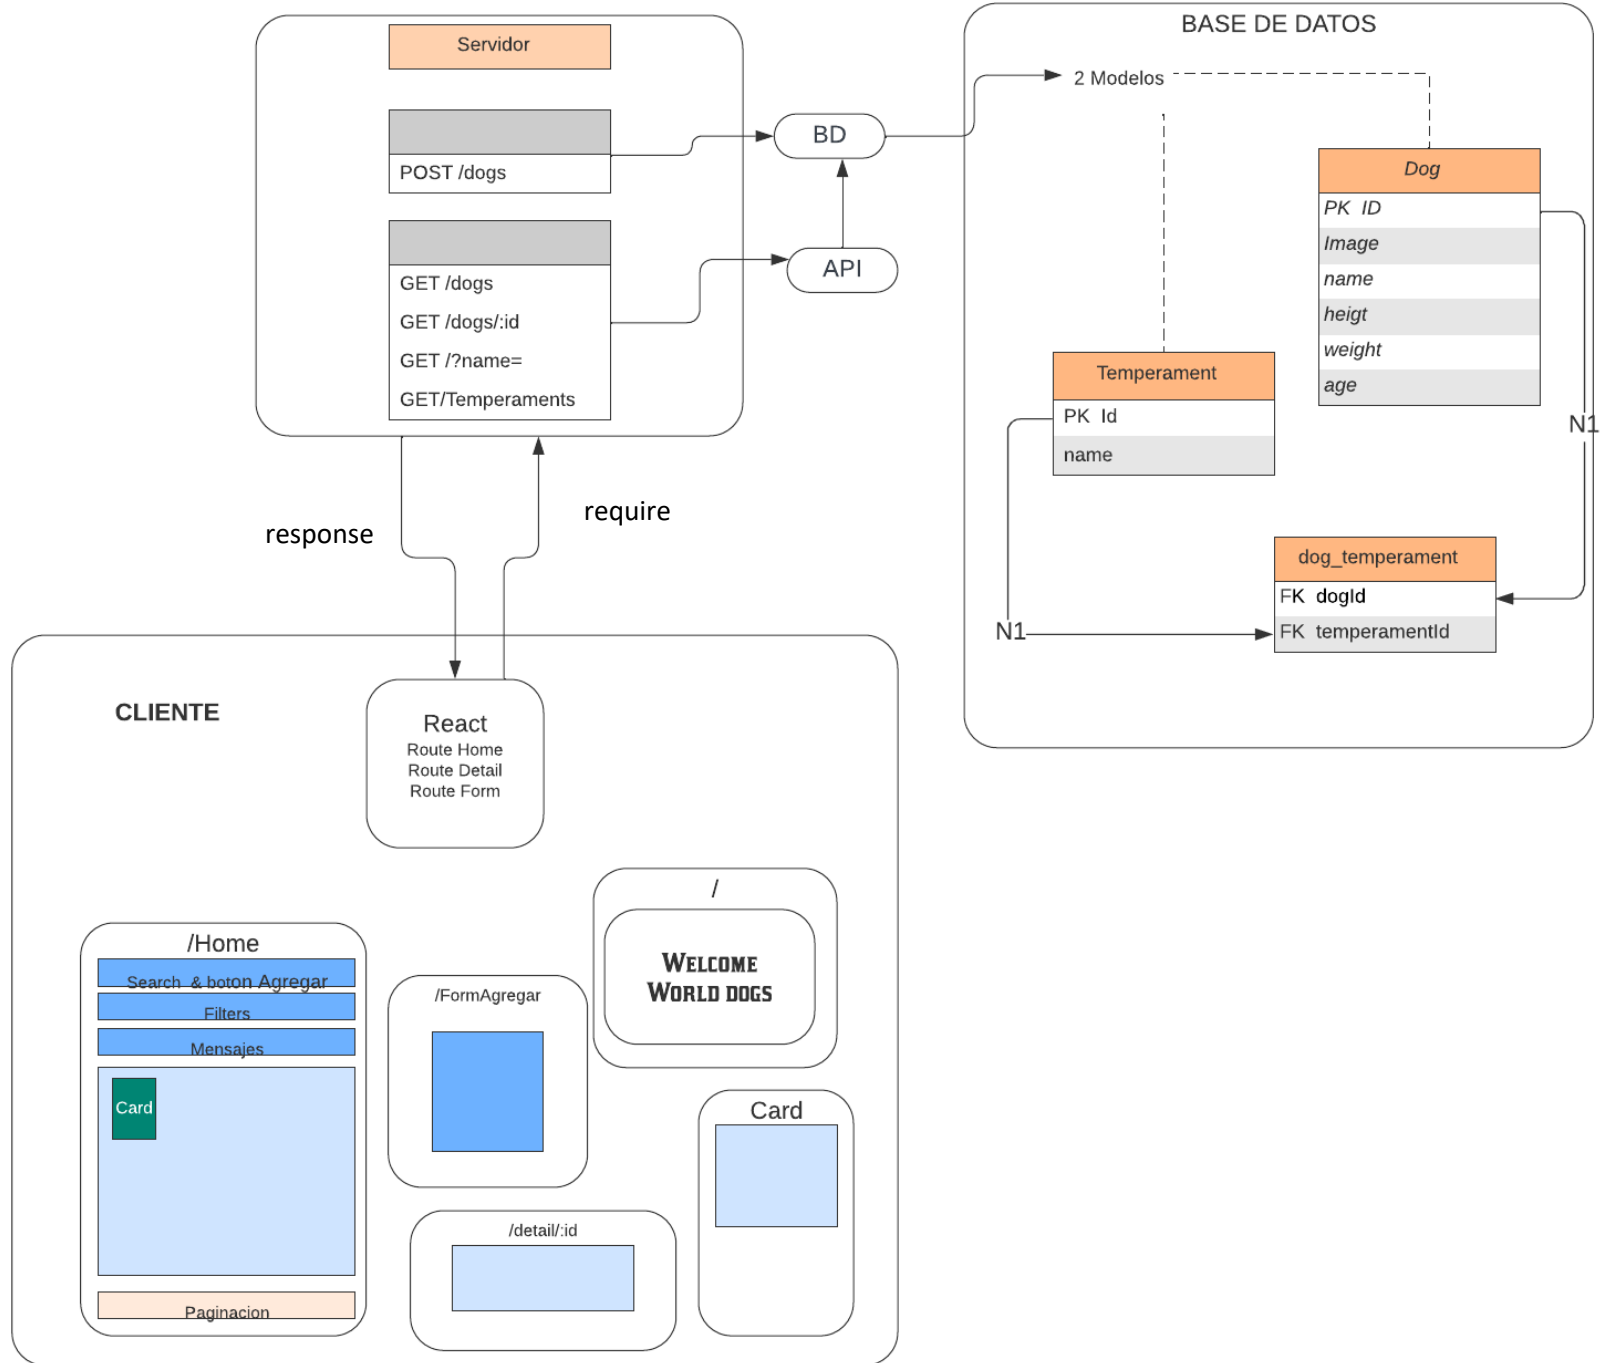 Servidor
POST /dogs
GET /dogs
GET /dogs/:id
GET /?name=
GET/Temperaments
BD
API
BASE DE DATOS
2 Modelos
Dog
PK  ID
Image
name
heigt
weight
age
N1
Temperament
PK  Id
name
dog_temperament
FK  dogId
FK  temperamentId
N1
response
require
CLIENTE
React
Route Home
Route Detail
Route Form
/Home
Search  & boton Agregar
Filters
Mensajes
Card
Paginacion
/FormAgregar
/
WELCOME
WORLD DOGS
Card
/detail/:id